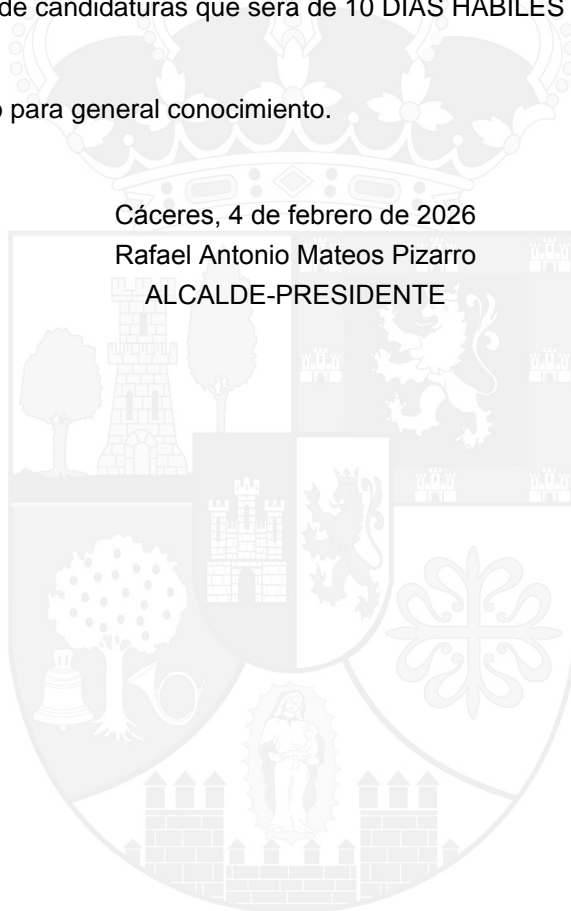 de candidaturas que será de 10 DÍAS HÁBILES
para general conocimiento.
Cáceres, 4 de febrero de 2026
Rafael Antonio Mateos Pizarro
ALCALDE-PRESIDENTE